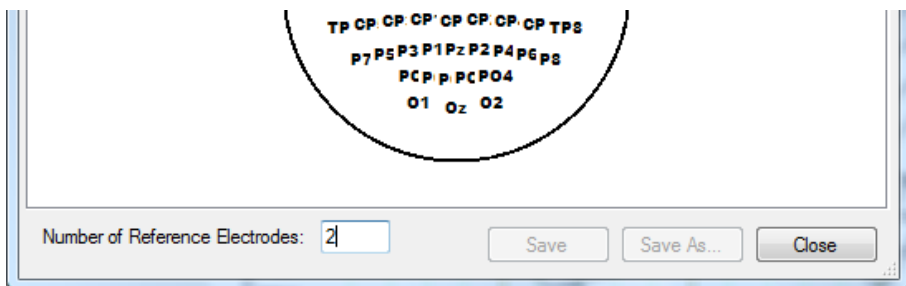 TP CP CP CP CP CP CP CP TP8
P7 P5 P3 P1 Pz P2 P4 P6 P8
PO4
O1 Oz O2
Number of Reference Electrodes: 2
Save Save As... Close